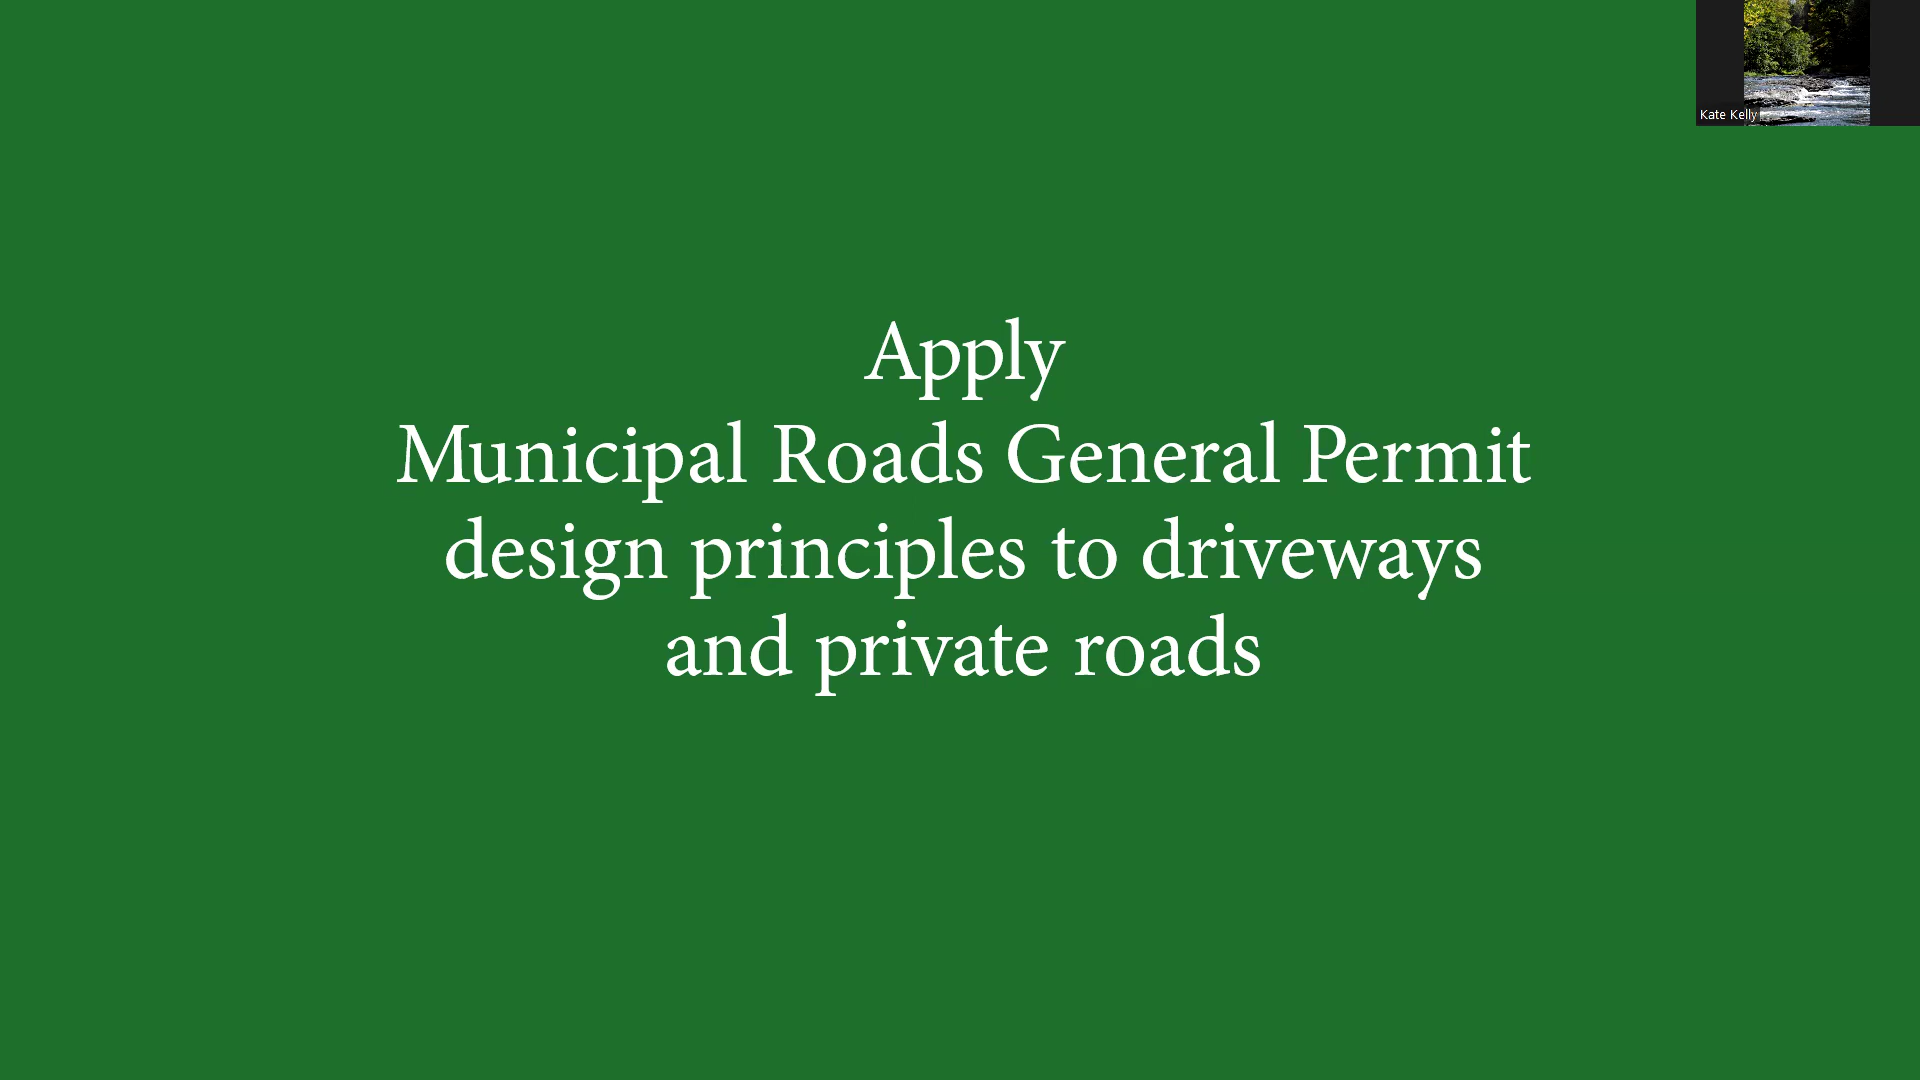 Kate Kelly
Apply
Municipal Roads General Permit
design principles to driveways
and private roads